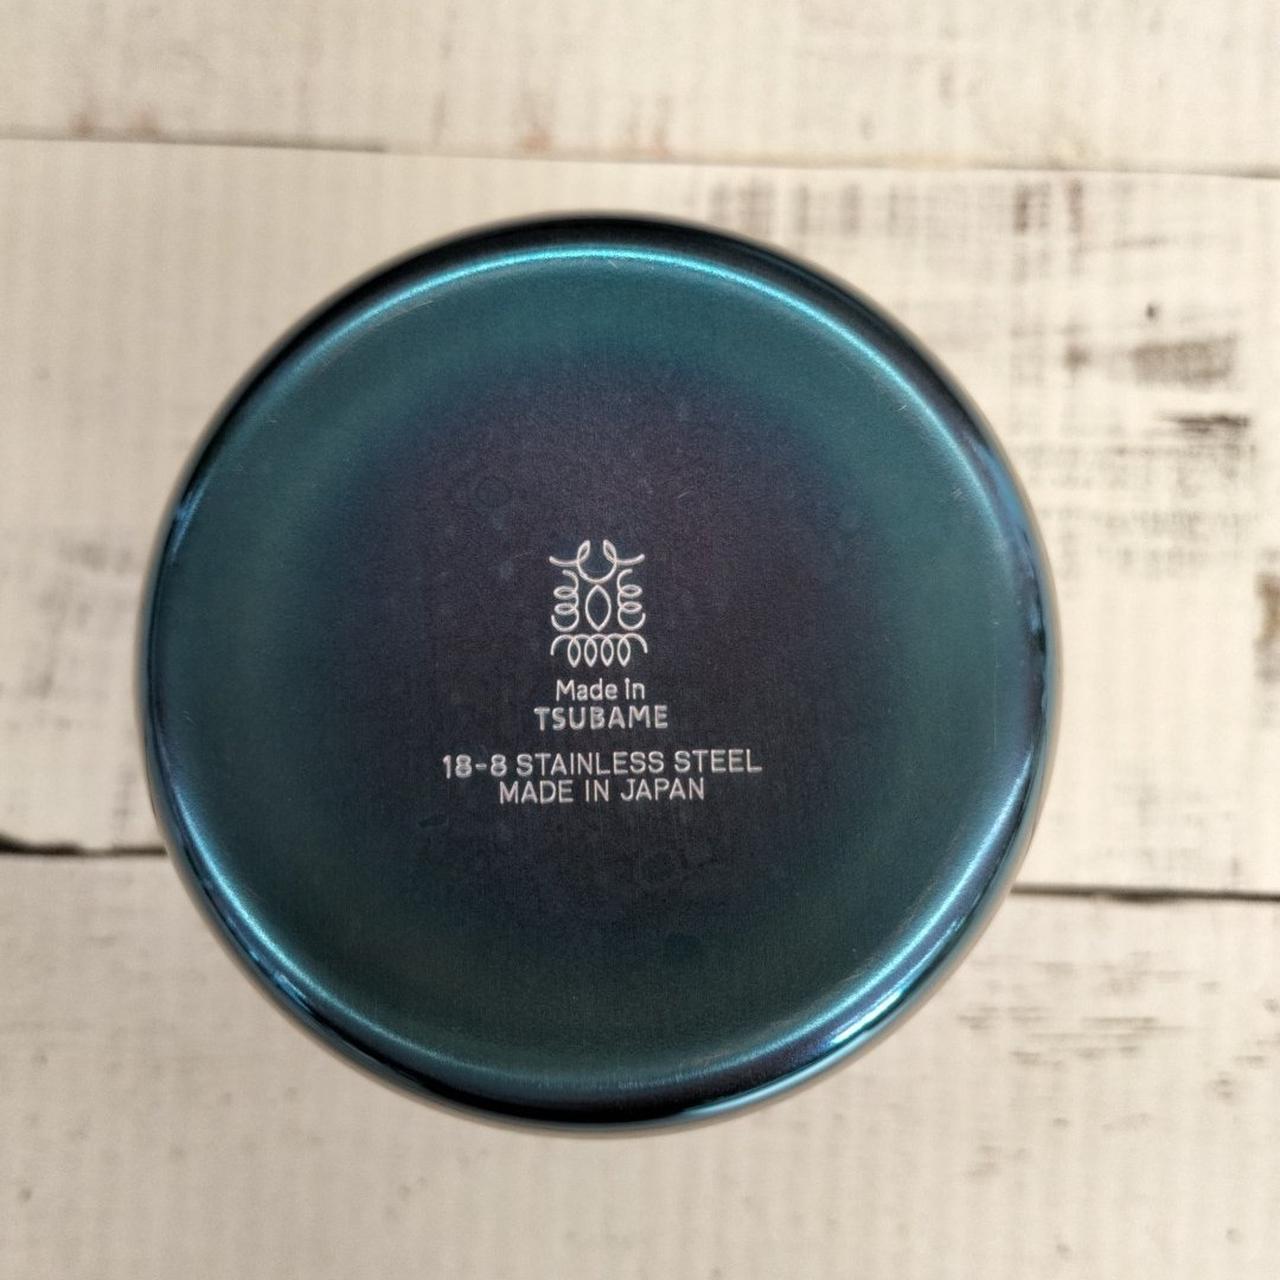 Made in
TSUBAME
18-8 STAINLESS STEEL
MADE IN JAPAN